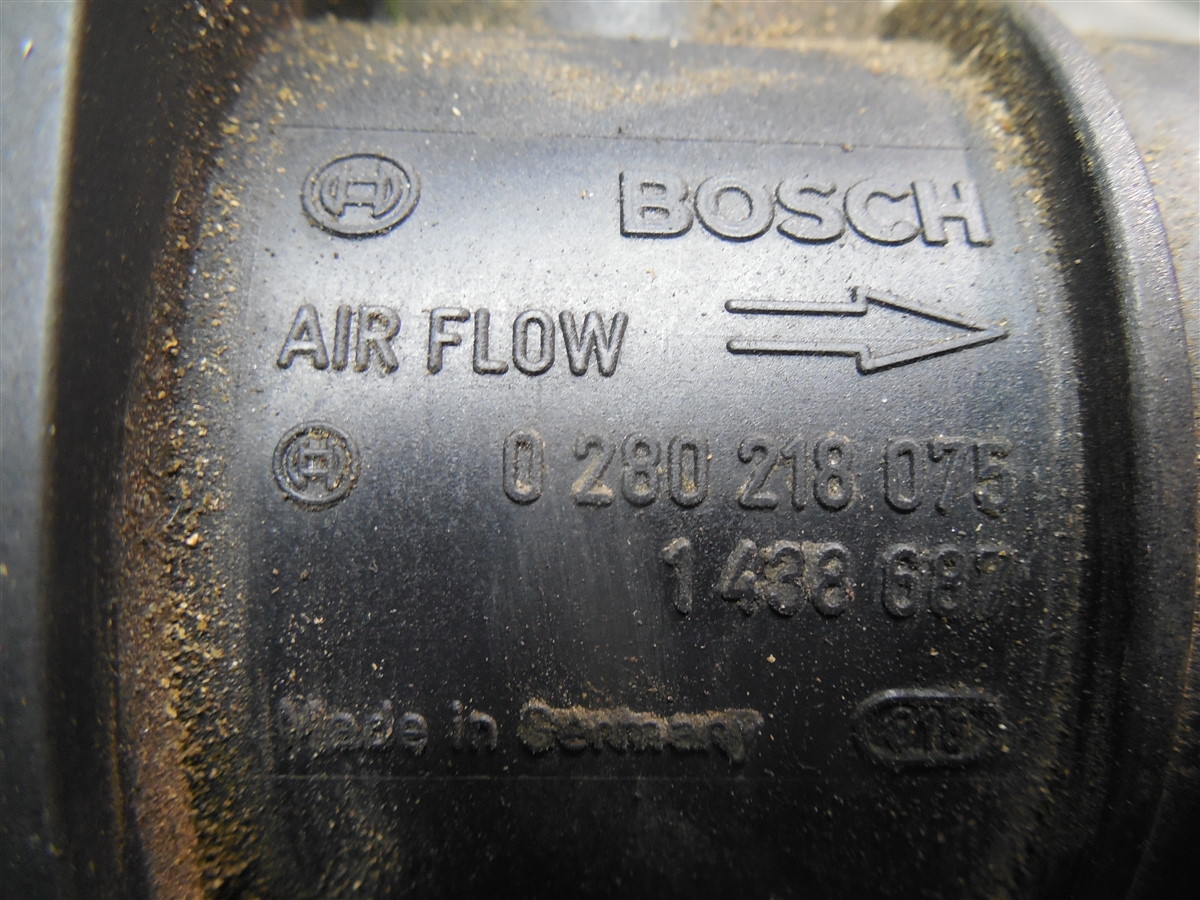 BOSCH
AIR FLOW
0 280 218 075
1 438 687
Made in Germany